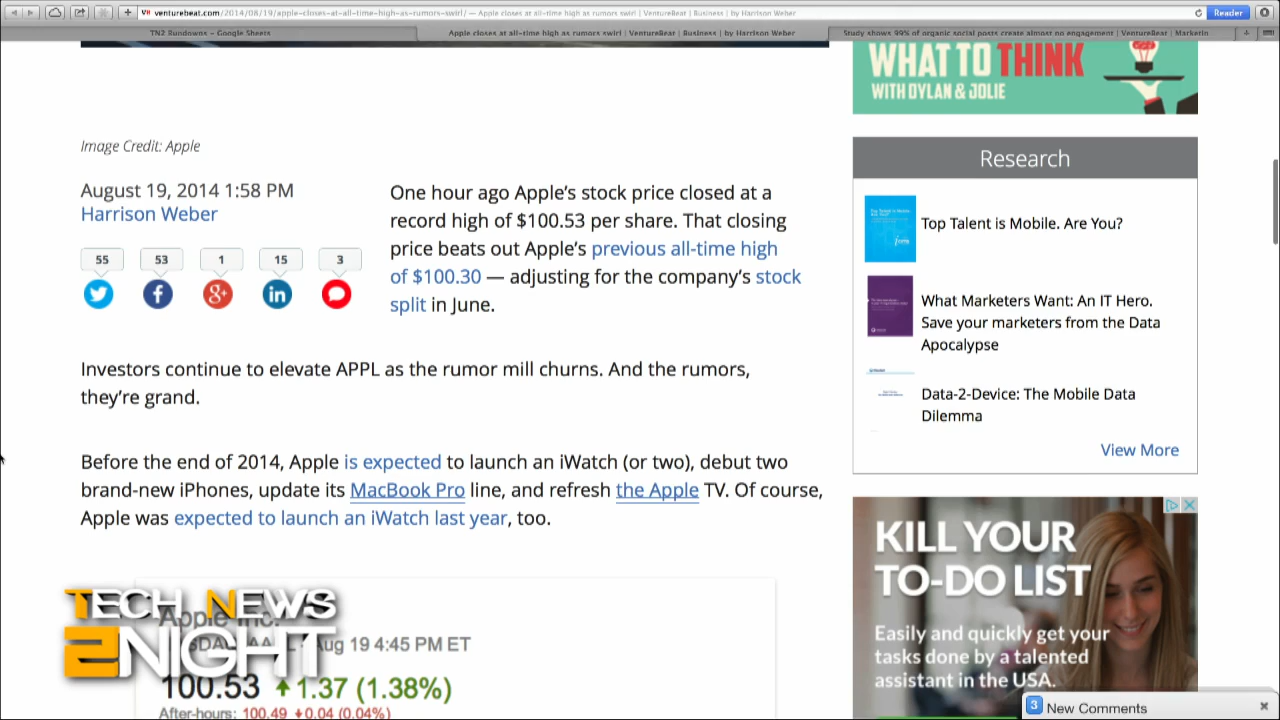 venturebeat.com/2014/08/19/apple-closes-at-all-time-high-as-rumors-swirl/ — Apple closes at all-time high as rumors swirl | VentureBeat | Business | by Harrison Weber
Reader
TN2 Rundowns – Google Sheets
Apple closes at all-time high as rumors swirl | VentureBeat | Business | by Harrison Weber
Study shows 99% of organic social posts create almost no engagement | VentureBeat | Marketin
WHAT TO THINK
WITH DYLAN & JOLIE
Image Credit: Apple
August 19, 2014 1:58 PM
Harrison Weber
55 53 1 15 3
One hour ago Apple's stock price closed at a
record high of $100.53 per share. That closing
price beats out Apple's previous all-time high
of $100.30 — adjusting for the company's stock
split in June.
Investors continue to elevate APPL as the rumor mill churns. And the rumors,
they're grand.
Before the end of 2014, Apple is expected to launch an iWatch (or two), debut two
brand-new iPhones, update its MacBook Pro line, and refresh the Apple TV. Of course,
Apple was expected to launch an iWatch last year, too.
Apple Inc.
Aug 19 4:45 PM ET
100.53 1.37 (1.38%)
After-hours: 100.49 0.04 (0.04%)
TECH NEWS
2NIGHT
Research
Top Talent is Mobile. Are You?
What Marketers Want: An IT Hero.
Save your marketers from the Data
Apocalypse
Data-2-Device: The Mobile Data
Dilemma
View More
KILL YOUR
TO-DO LIST
Easily and quickly get your
tasks done by a talented
assistant in the USA.
3 New Comments